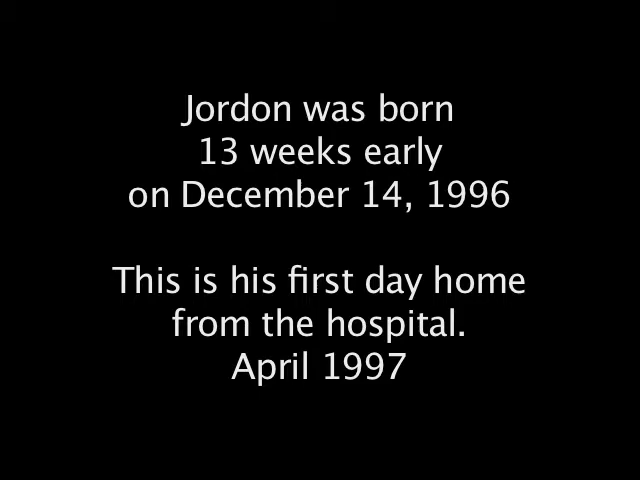 Jordon was born
13 weeks early
on December 14, 1996
This is his first day home
from the hospital.
April 1997